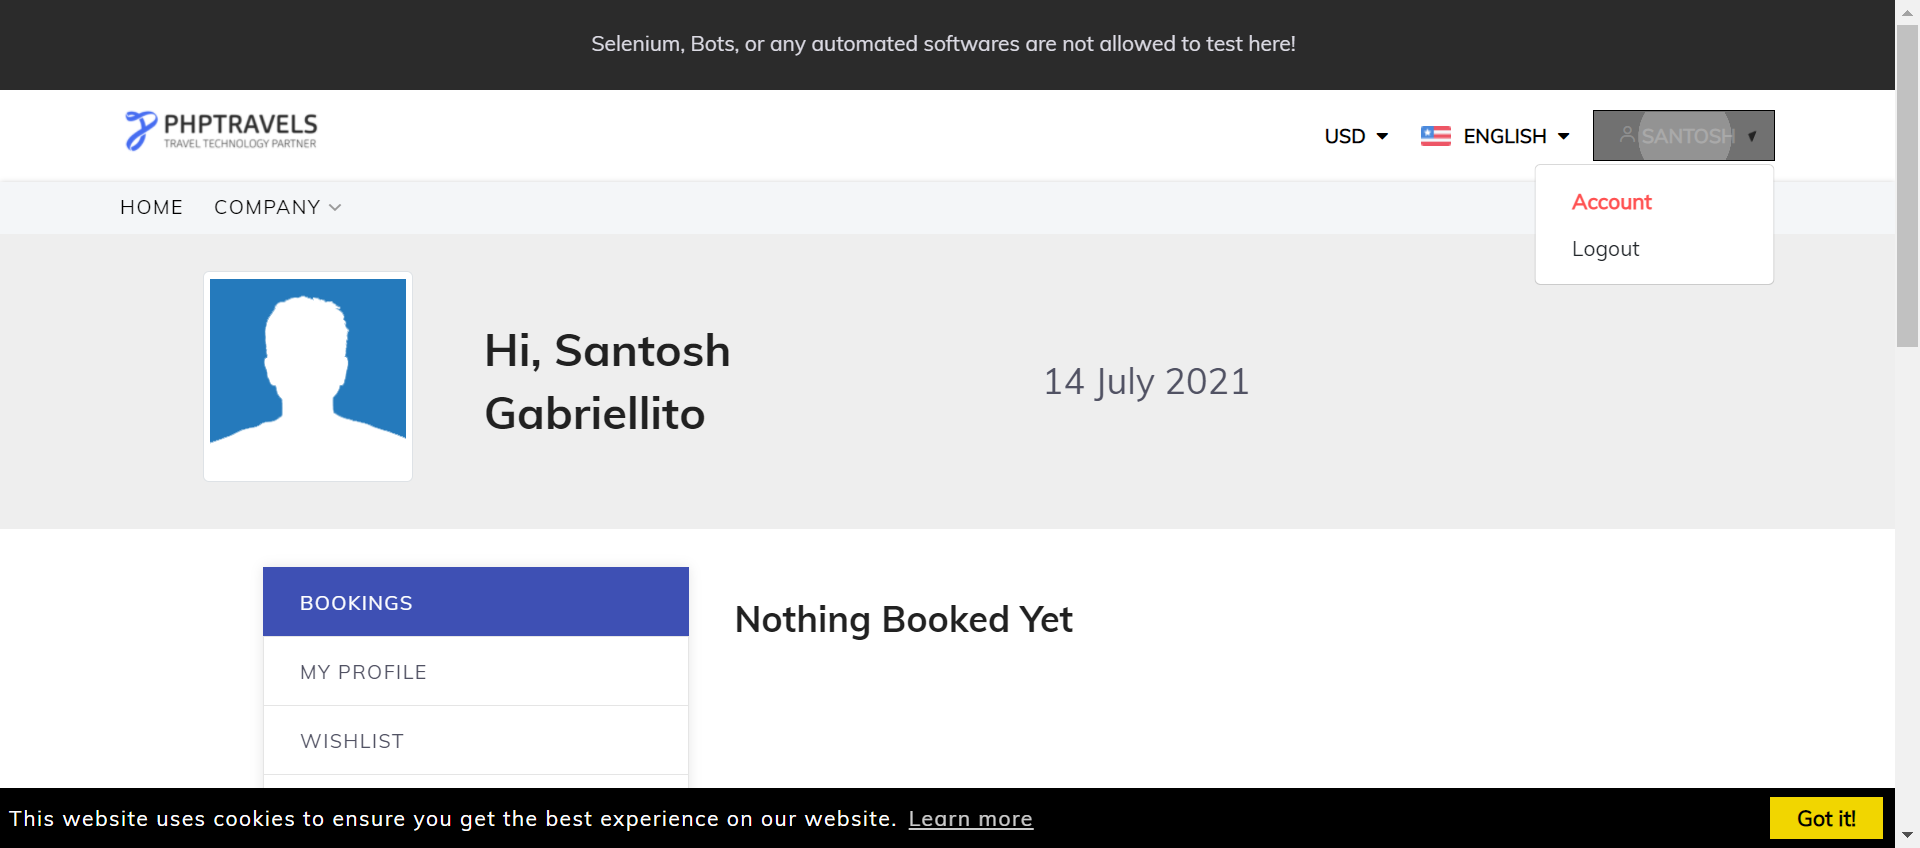 Selenium, Bots, or any automated softwares are not allowed to test here!
PHPTRAVELS
TRAVEL TECHNOLOGY PARTNER
USD
ENGLISH
SANTOSH
Account
Logout
HOME
COMPANY
Hi, Santosh
Gabriellito
14 July 2021
BOOKINGS
Nothing Booked Yet
MY PROFILE
WISHLIST
This website uses cookies to ensure you get the best experience on our website. Learn more
Got it!